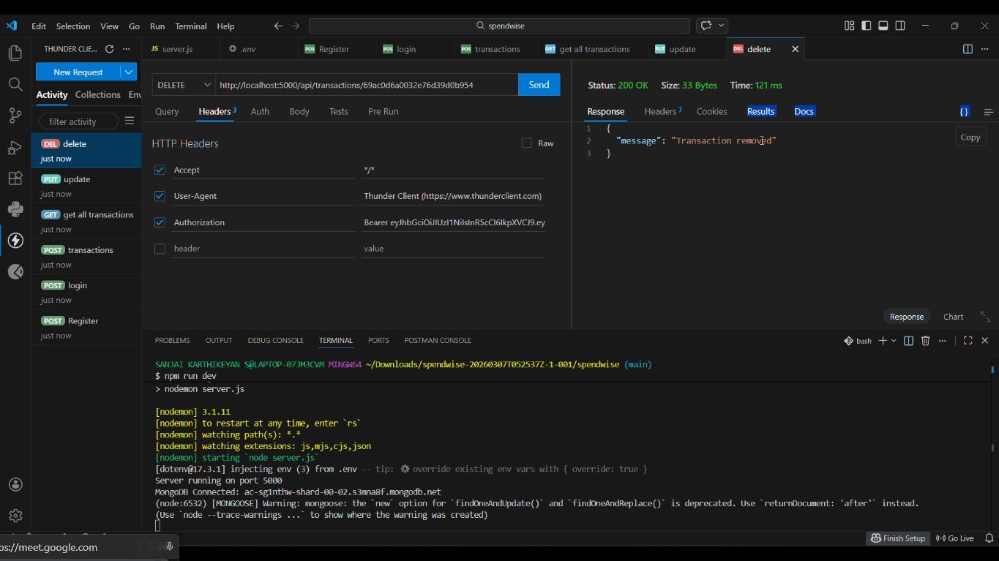 Edit Selection View Go Run Terminal Help
spendwise
THUNDER CLIE...
server.js
.env
POS Register
POS login
POS transactions
GET get all transactions
PUT update
DEL delete
New Request
Activity Collections Env
filter activity
DEL delete
just now
PUT update
just now
GET get all transactions
just now
POST transactions
just now
POST login
just now
POST Register
just now
DELETE
http://localhost:5000/api/transactions/69ac0d6a0032e76d39d0b954
Send
Query Headers 3 Auth Body Tests Pre Run
HTTP Headers
Raw
Accept */*
User-Agent Thunder Client (https://www.thunderclient.com)
Authorization Bearer eyJhbGciOiJIUzI1NiIsInR5cCI6IkpXVCJ9.ey
header value
Status: 200 OK Size: 33 Bytes Time: 121 ms
Response Headers 7 Cookies Results Docs
{ }
1 {
2 "message": "Transaction removed"
3 }
Copy
Response Chart
PROBLEMS OUTPUT DEBUG CONSOLE TERMINAL PORTS POSTMAN CONSOLE
bash
SANJAI KARTHIKEYAN S@LAPTOP-07JM3CVM MINGW64 ~/Downloads/spendwise-20260307T052537Z-1-001/spendwise (main)
$ npm run dev
> nodemon server.js
[nodemon] 3.1.11
[nodemon] to restart at any time, enter `rs`
[nodemon] watching path(s): *.*
[nodemon] watching extensions: js,mjs,cjs,json
[nodemon] starting `node server.js`
[dotenv@17.3.1] injecting env (3) from .env -- tip: ⚙ override existing env vars with { override: true }
Server running on port 5000
MongoDB Connected: ac-sg1nthw-shard-00-02.s3mna8f.mongodb.net
(node:6532) [MONGOOSE] Warning: mongoose: the `new` option for `findOneAndUpdate()` and `findOneAndReplace()` is deprecated. Use `returnDocument: 'after'` instead.
(Use `node --trace-warnings ...` to show where the warning was created)
ps://meet.google.com
Finish Setup
Go Live